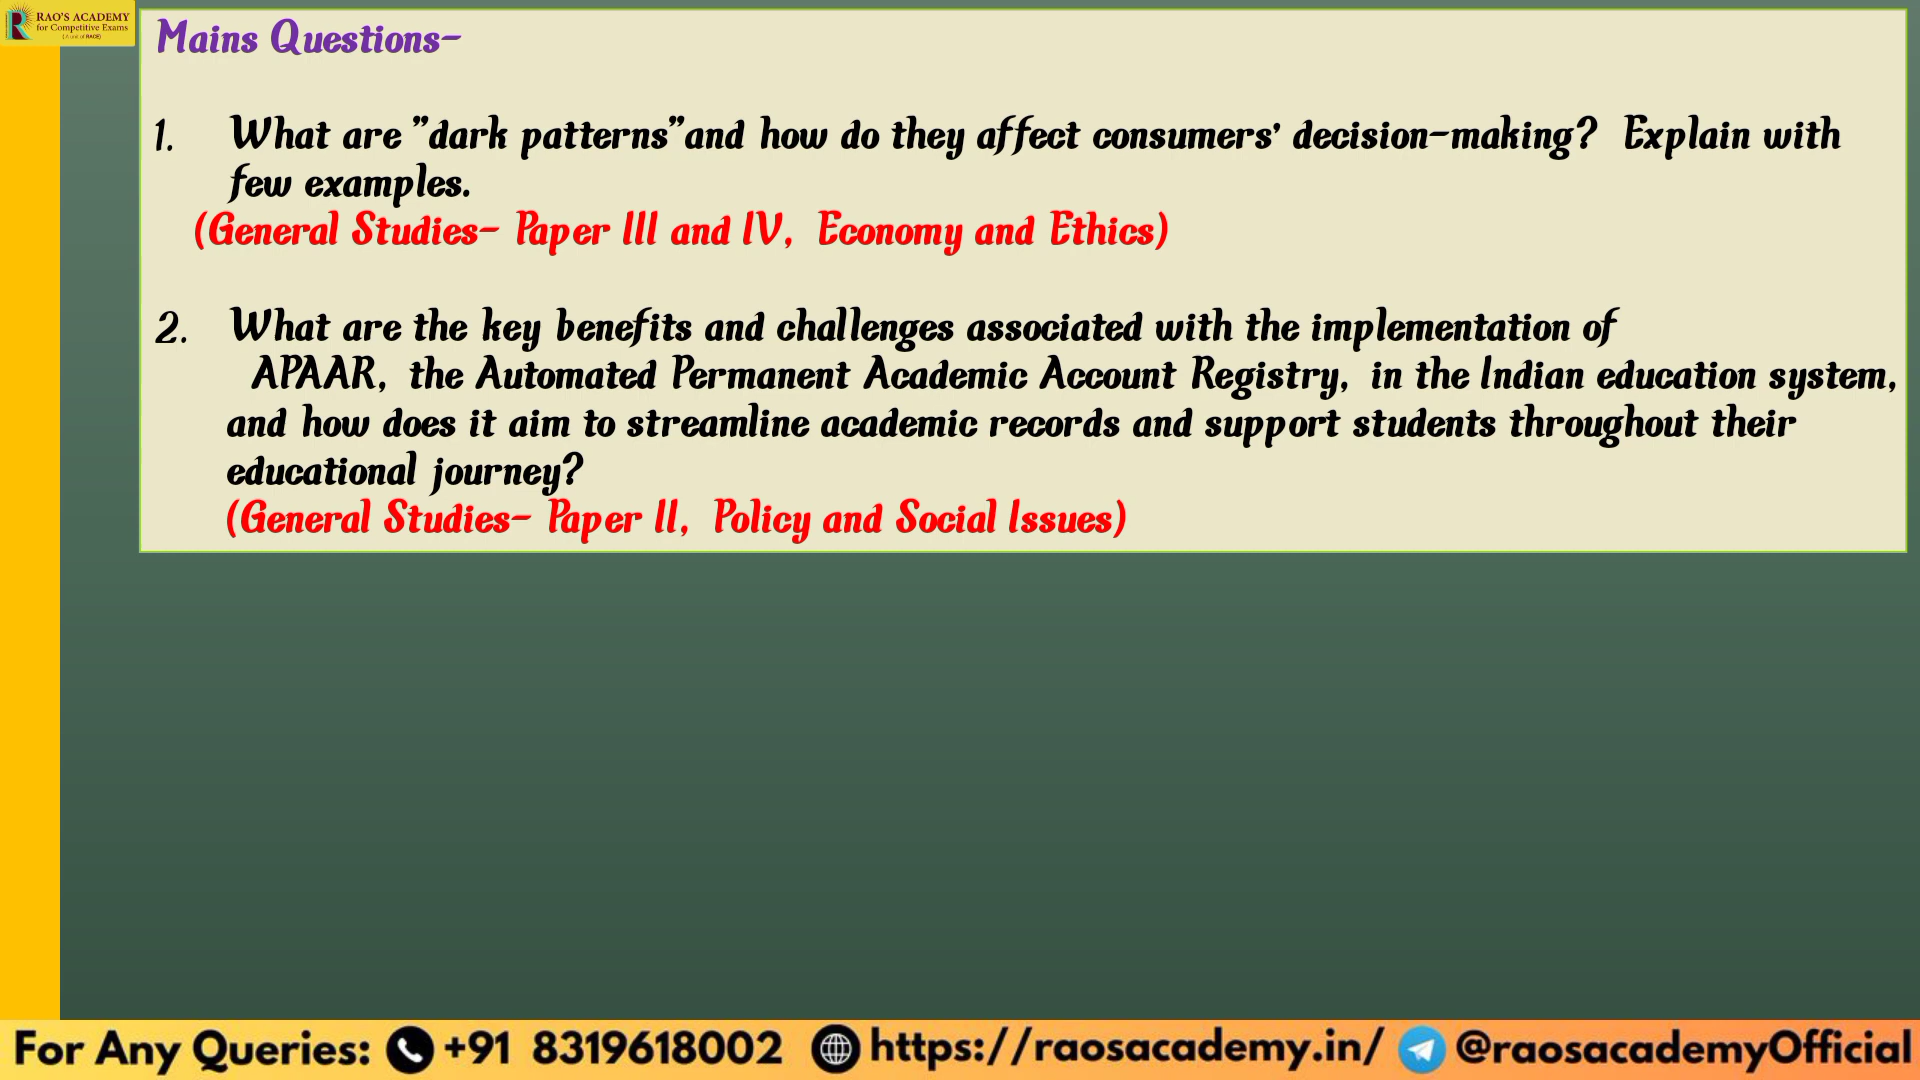 RAO'S ACADEMY
for Competitive Exams
(A unit of RACE)
Mains Questions-
1. What are "dark patterns"and how do they affect consumers' decision-making? Explain with
few examples.
(General Studies- Paper III and IV, Economy and Ethics)
2. What are the key benefits and challenges associated with the implementation of
APAAR, the Automated Permanent Academic Account Registry, in the Indian education system,
and how does it aim to streamline academic records and support students throughout their
educational journey?
(General Studies- Paper II, Policy and Social Issues)
For Any Queries: +91 8319618002 https://raosacademy.in/ @raosacademyOfficial